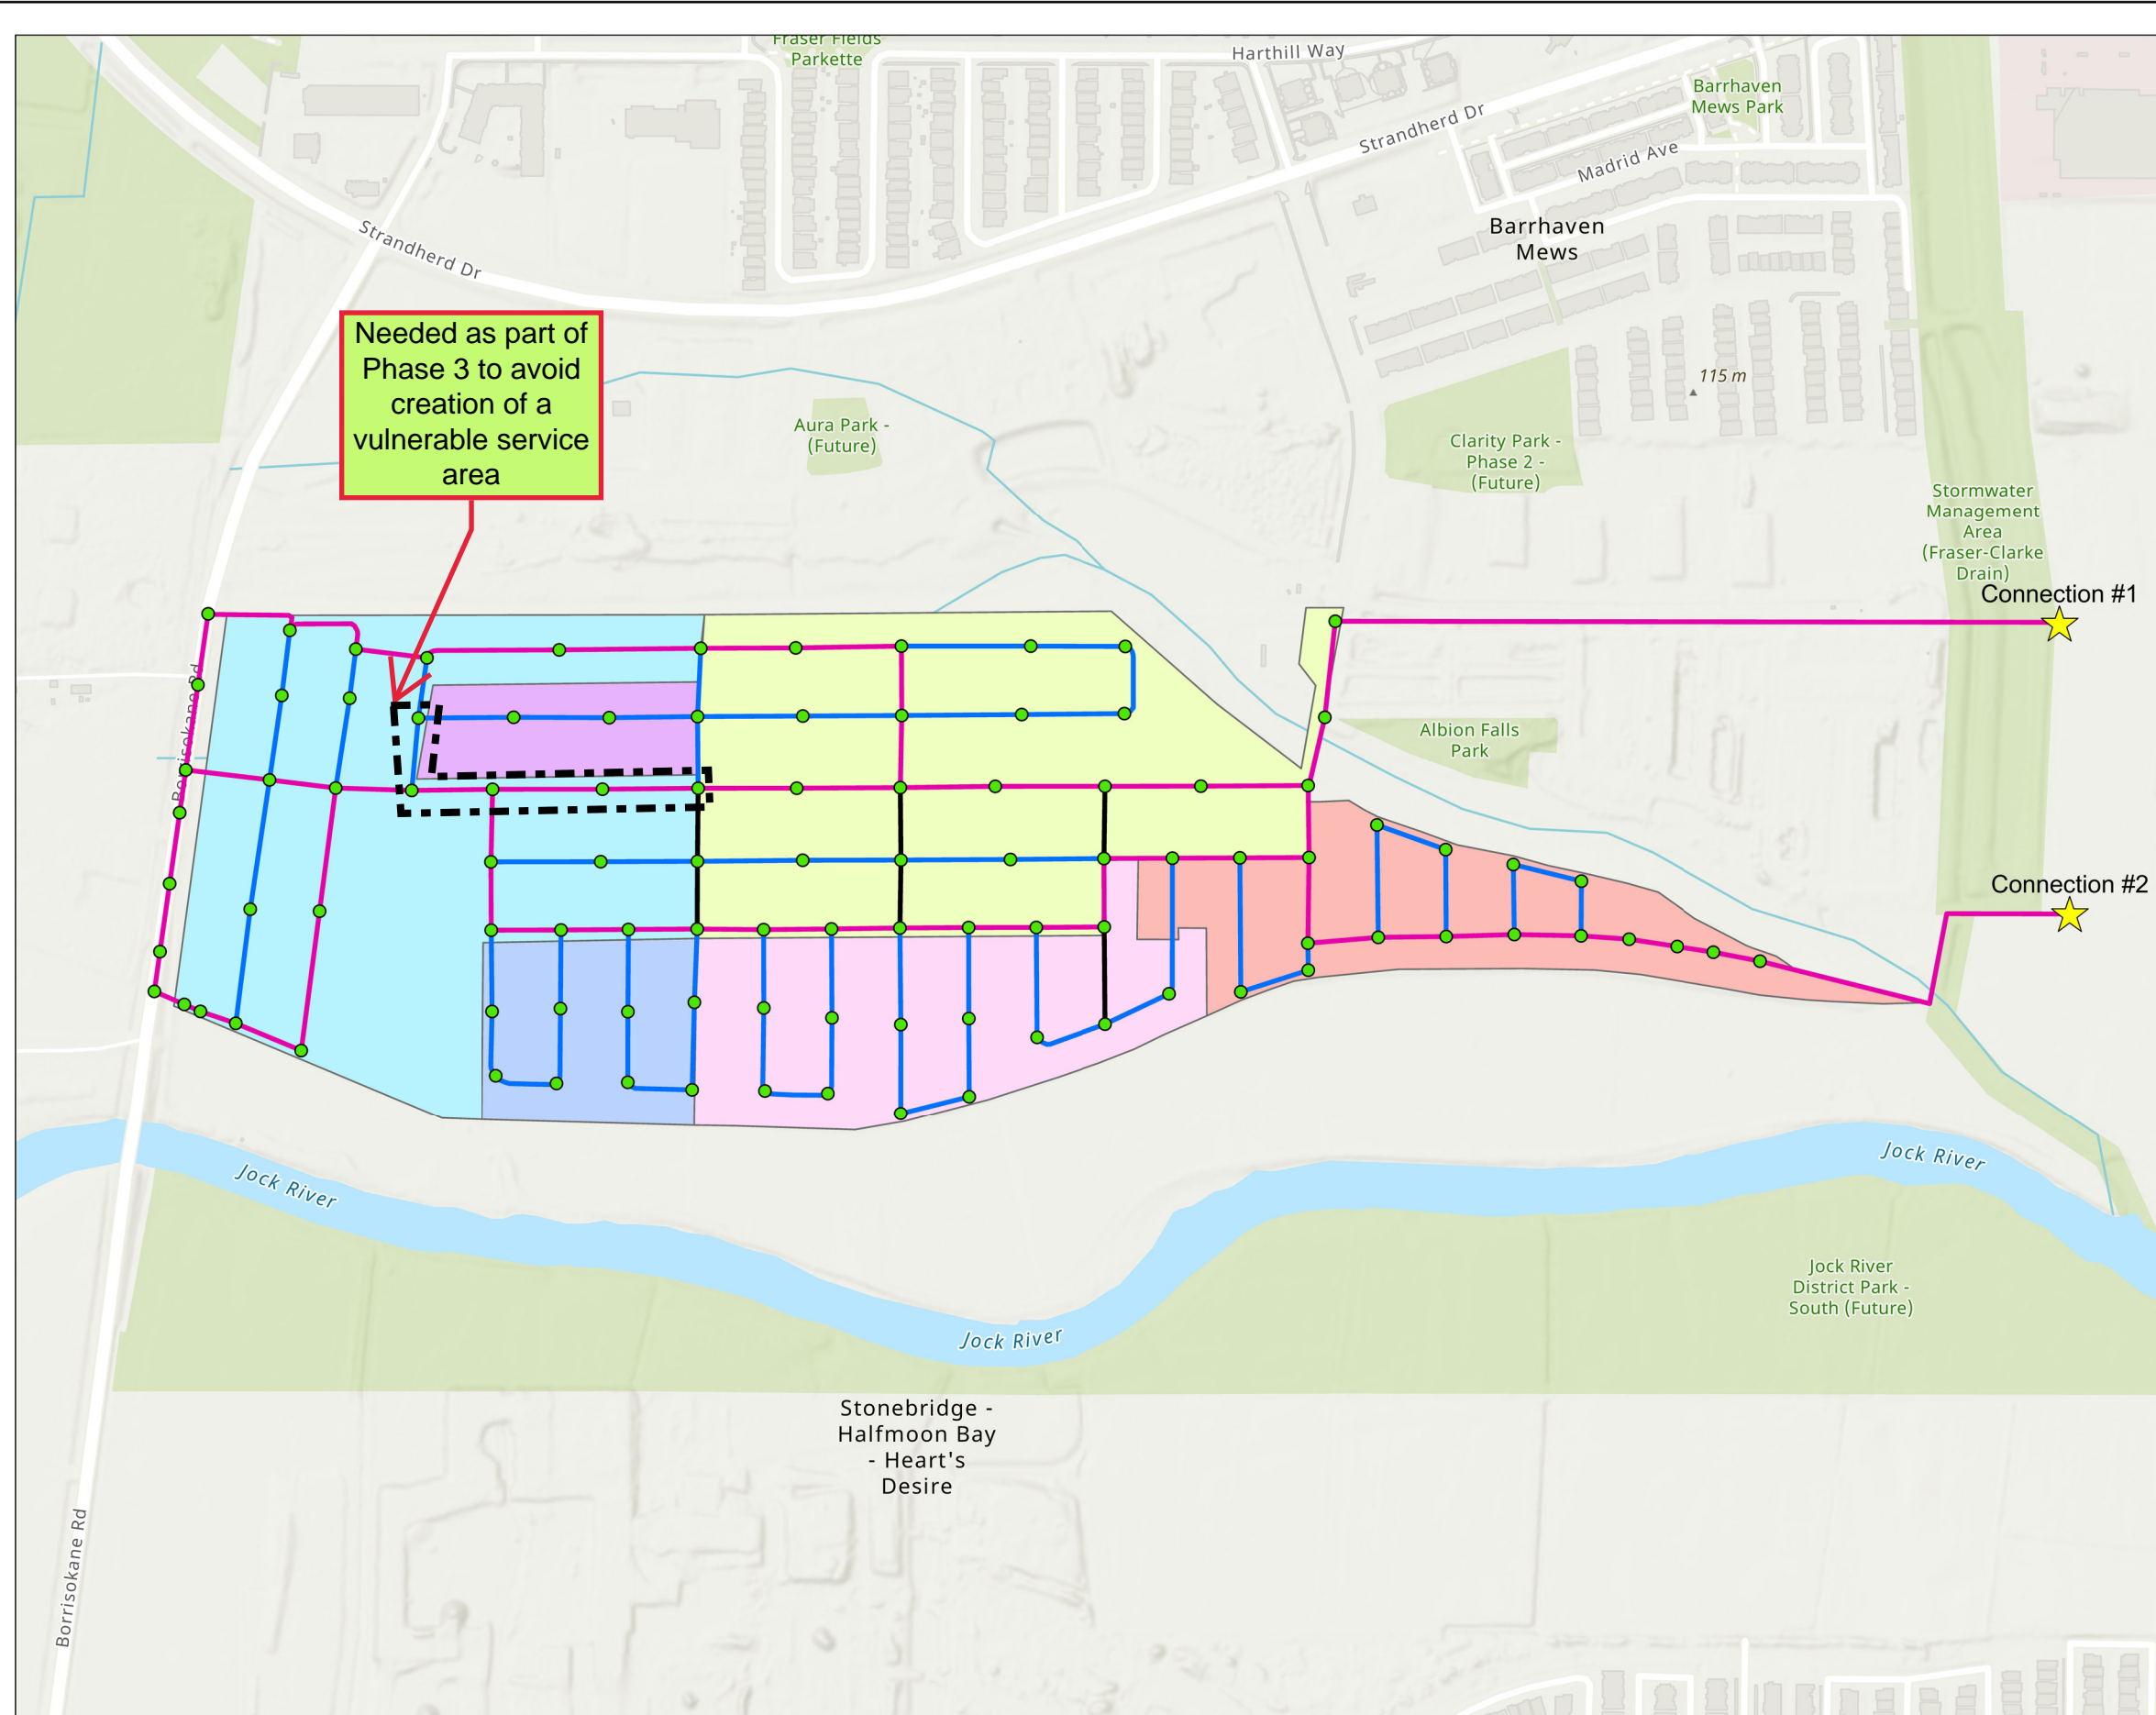 Fraser Fields
Parkette
Harthill Way
Barrhaven
Mews Park
Strandherd Dr
Madrid Ave
Strandherd Dr
Barrhaven
Mews
Needed as part of
Phase 3 to avoid
creation of a
vulnerable service
area
115 m
Aura Park -
(Future)
Clarity Park -
Phase 2 -
(Future)
Stormwater
Management
Area
(Fraser-Clarke
Drain)
Connection #1
Borrisokane Rd
Albion Falls
Park
Connection #2
Jock River
Jock River
Jock River
Jock River
District Park -
South (Future)
Stonebridge -
Halfmoon Bay
- Heart's
Desire
Borrisokane Rd